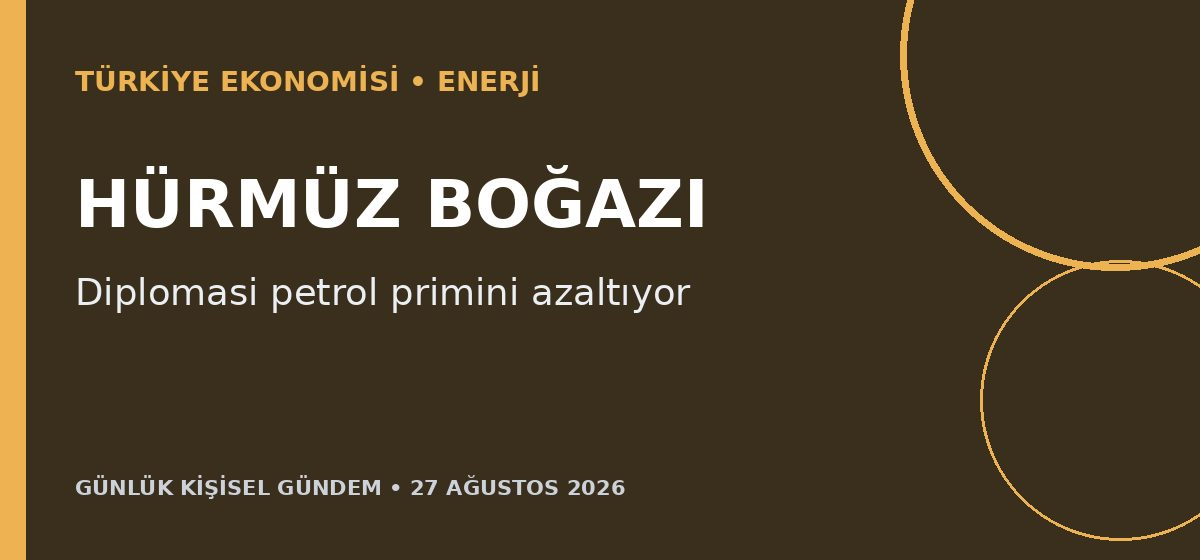 TÜRKİYE EKONOMİSİ • ENERJİ
HÜRMÜZ BOĞAZI
Diplomasi petrol primini azaltıyor
GÜNLÜK KİŞİSEL GÜNDEM • 27 AĞUSTOS 2026